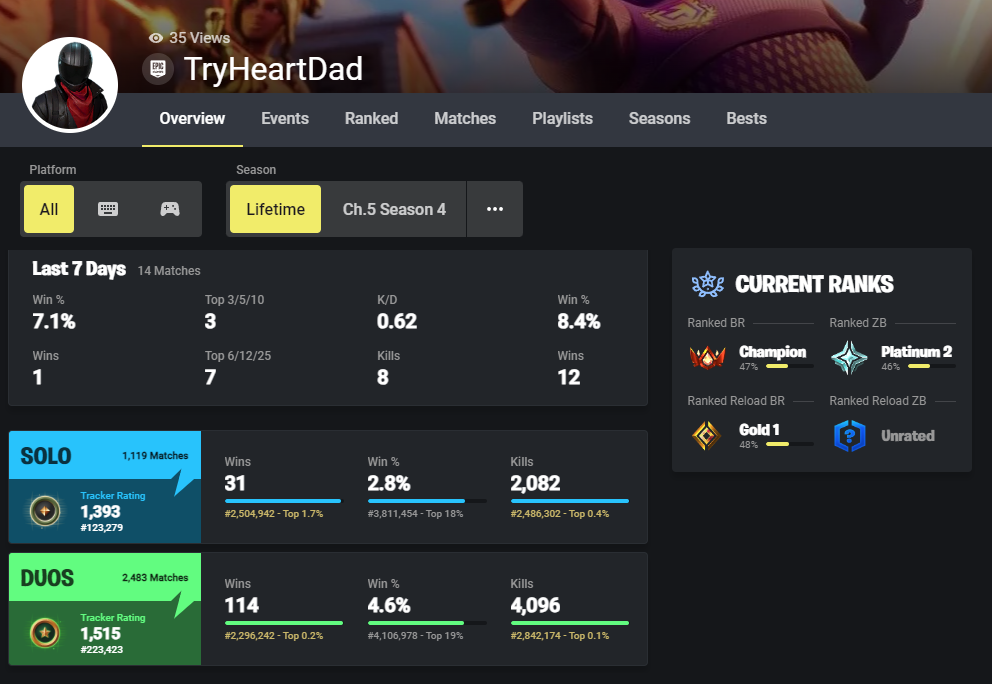 35 Views
EPIC GAMES
TryHeartDad
Overview Events Ranked Matches Playlists Seasons Bests
Platform Season
All Lifetime Ch.5 Season 4 •••
Last 7 Days 14 Matches
Win % Top 3/5/10 K/D Win %
7.1% 3 0.62 8.4%
Wins Top 6/12/25 Kills Wins
1 7 8 12
CURRENT RANKS
Ranked BR Ranked ZB
Champion Platinum 2
47% 46%
Ranked Reload BR Ranked Reload ZB
Gold 1 Unrated
48%
SOLO 1,119 Matches
Tracker Rating
1,393
#123,279
Wins Win % Kills
31 2.8% 2,082
#2,504,942 - Top 1.7% #3,811,454 - Top 18% #2,486,302 - Top 0.4%
DUOS 2,483 Matches
Tracker Rating
1,515
#223,423
Wins Win % Kills
114 4.6% 4,096
#2,296,242 - Top 0.2% #4,106,978 - Top 19% #2,842,174 - Top 0.1%